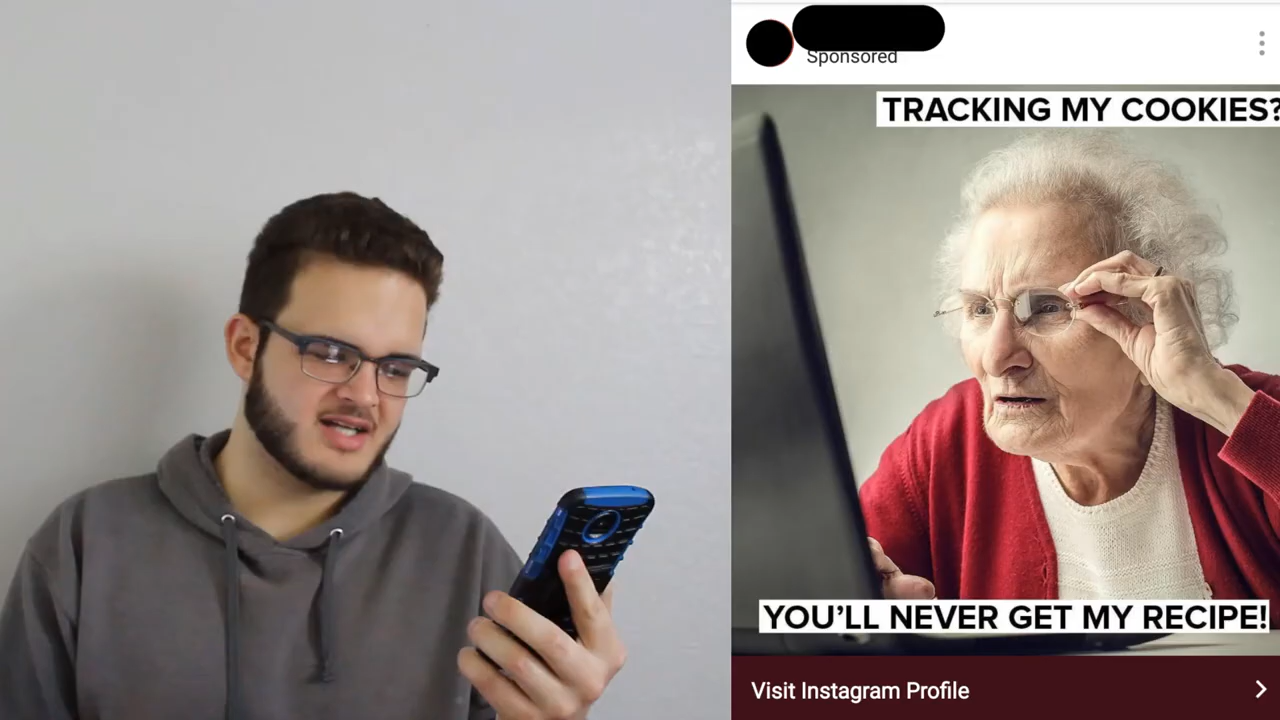 Sponsored
TRACKING MY COOKIES?
YOU'LL NEVER GET MY RECIPE!
Visit Instagram Profile